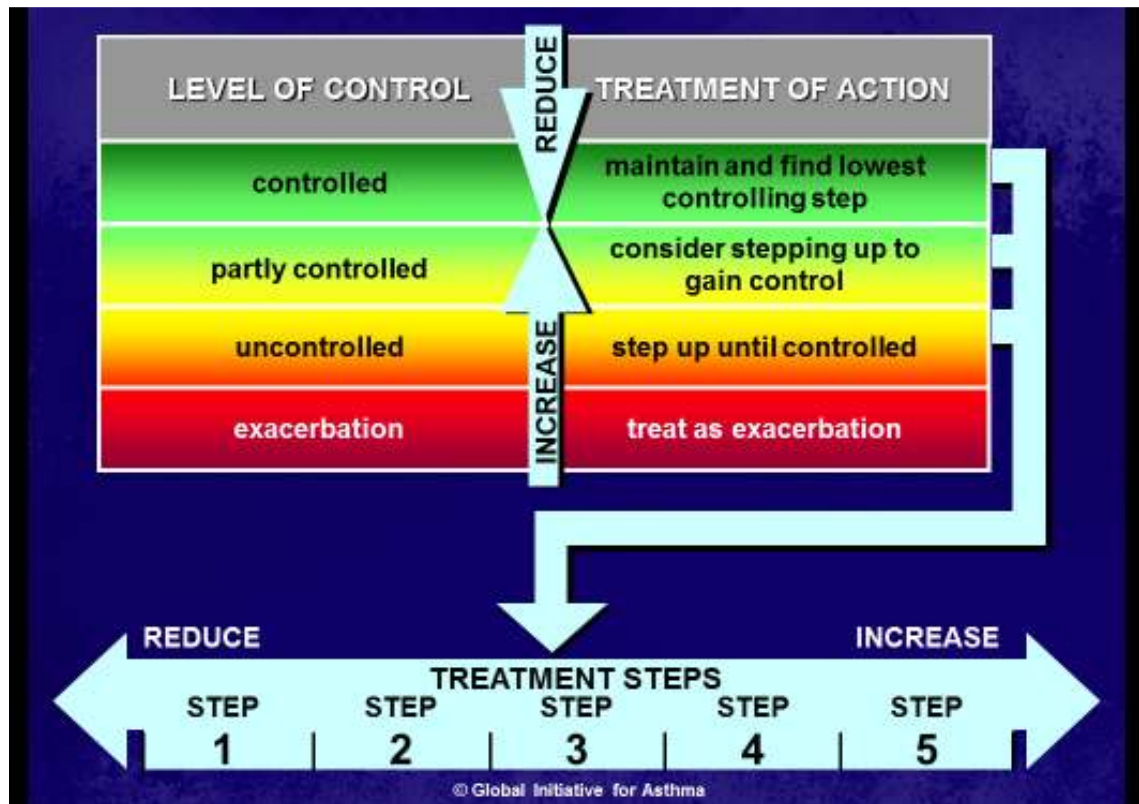 LEVEL OF CONTROL
REDUCE
TREATMENT OF ACTION
controlled
maintain and find lowest
controlling step
partly controlled
consider stepping up to
gain control
uncontrolled
INCREASE
step up until controlled
exacerbation
treat as exacerbation
REDUCE
INCREASE
TREATMENT STEPS
STEP STEP STEP STEP STEP
1 2 3 4 5
© Global Initiative for Asthma